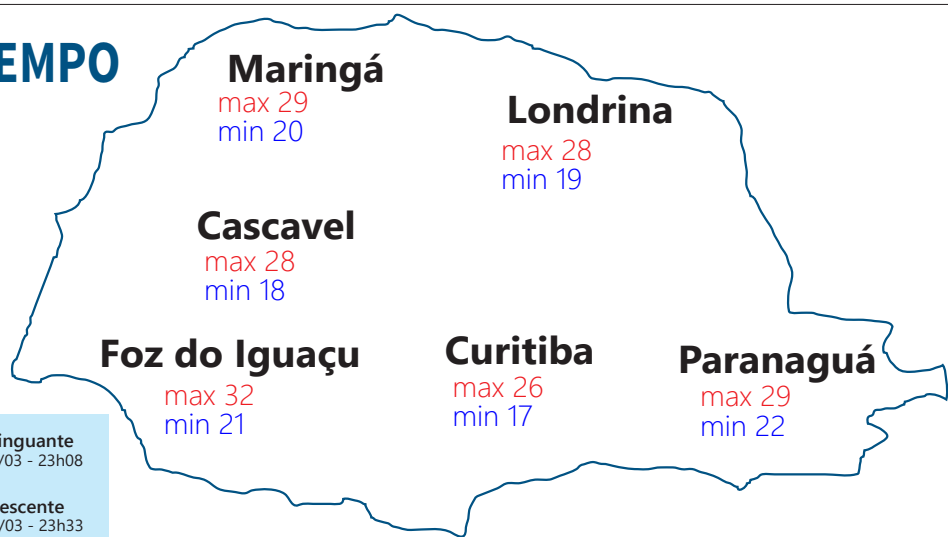 EMPO
Maringá
max 29
min 20
Londrina
max 28
min 19
Cascavel
max 28
min 18
Foz do Iguaçu
max 32
min 21
Curitiba
max 26
min 17
Paranaguá
max 29
min 22
inguante
/03 - 23h08
escente
/03 - 23h33